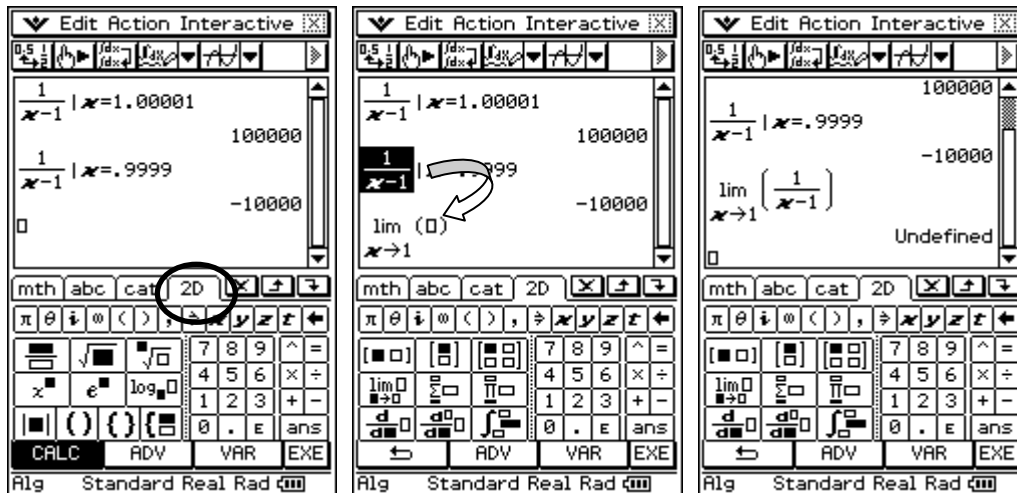 Edit Action Interactive
1/x-1 | x=1.00001
100000
1/x-1 | x=.9999
-10000
mth abc cat 2D
π θ i ∞ ( ) , ⇒ x y z t
√■ ■√□ 7 8 9 ^ =
x■ e■ log■□ 4 5 6 × ÷
1 2 3 + -
|■| ( ) { } {■ 0 . E ans
CALC ADV VAR EXE
Alg Standard Real Rad
Edit Action Interactive
1/x-1 | x=1.00001
100000
1/x-1 | .9999
-10000
lim (□)
x→1
mth abc cat 2D
π θ i ∞ ( ) , ⇒ x y z t
[■□] 7 8 9 ^ =
lim□ ■→□ Σ□ Π□ 4 5 6 × ÷
1 2 3 + -
d/d■□ d□/d■□ ∫ 0 . E ans
ADV VAR EXE
Alg Standard Real Rad
Edit Action Interactive
100000
1/x-1 | x=.9999
-10000
lim x→1 (1/x-1)
Undefined
mth abc cat 2D
π θ i ∞ ( ) , ⇒ x y z t
[■□] 7 8 9 ^ =
lim□ ■→□ Σ□ Π□ 4 5 6 × ÷
1 2 3 + -
d/d■□ d□/d■□ ∫ 0 . E ans
ADV VAR EXE
Alg Standard Real Rad